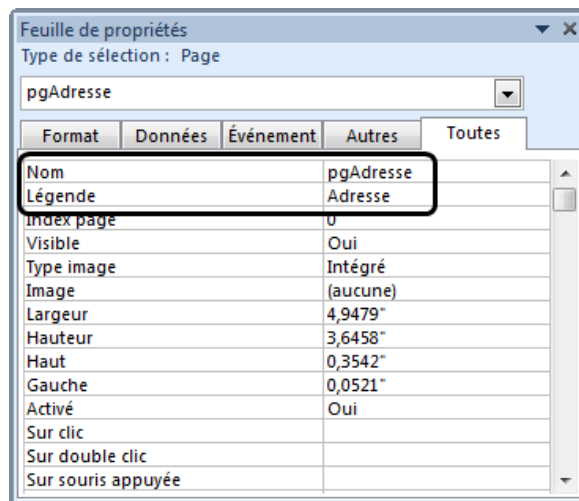 Feuille de propriétés
Type de sélection : Page
pgAdresse
Format Données Événement Autres Toutes
Nom pgAdresse
Légende Adresse
Index page 0
Visible Oui
Type image Intégré
Image (aucune)
Largeur 4,9479"
Hauteur 3,6458"
Haut 0,3542"
Gauche 0,0521"
Activé Oui
Sur clic
Sur double clic
Sur souris appuyée